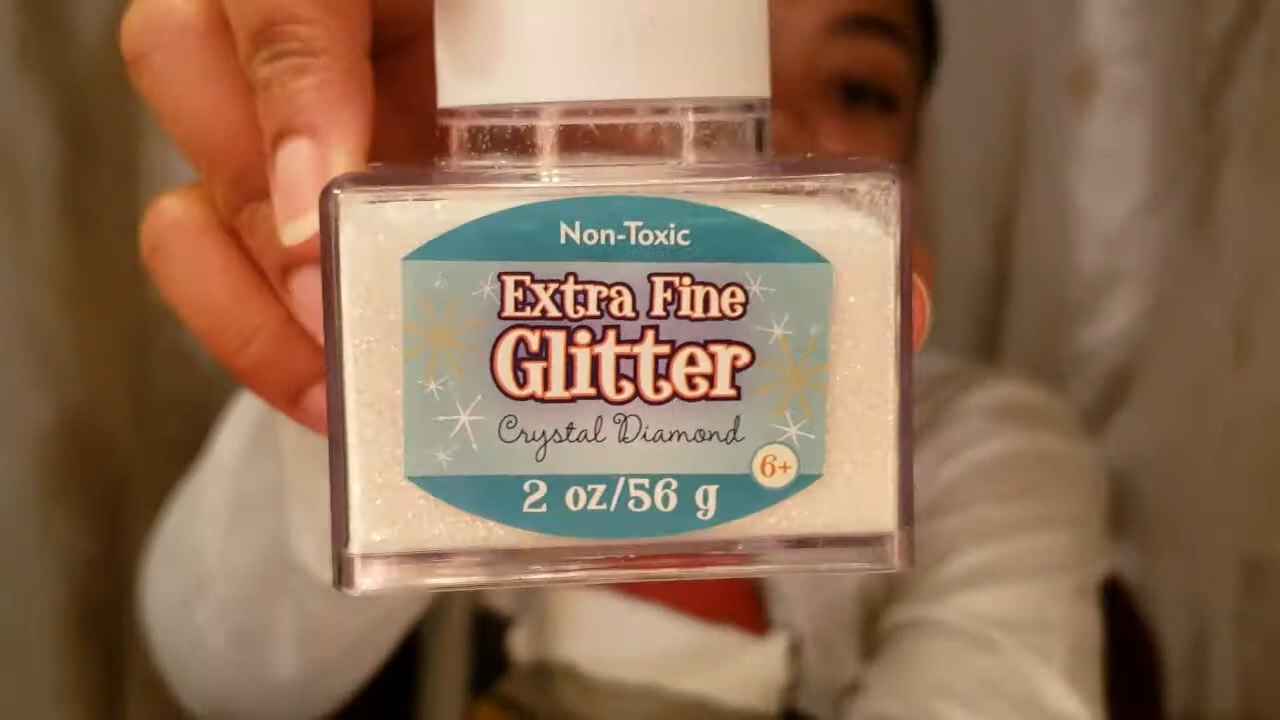 Non-Toxic
Extra Fine
Glitter
Crystal Diamond
6+
2 oz/56 g